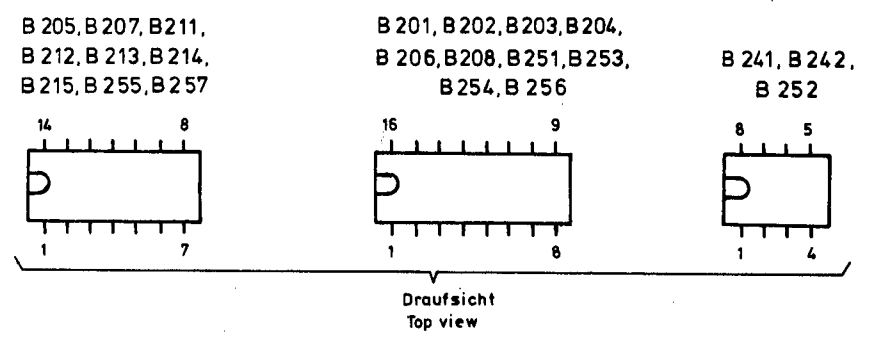 B 205, B 207, B 211,
B 212, B 213, B 214,
B 215, B 255, B 257
14 8
1 7
B 201, B 202, B 203, B 204,
B 206, B 208, B 251, B 253,
B 254, B 256
16 9
1 8
B 241, B 242,
B 252
8 5
1 4
Draufsicht
Top view